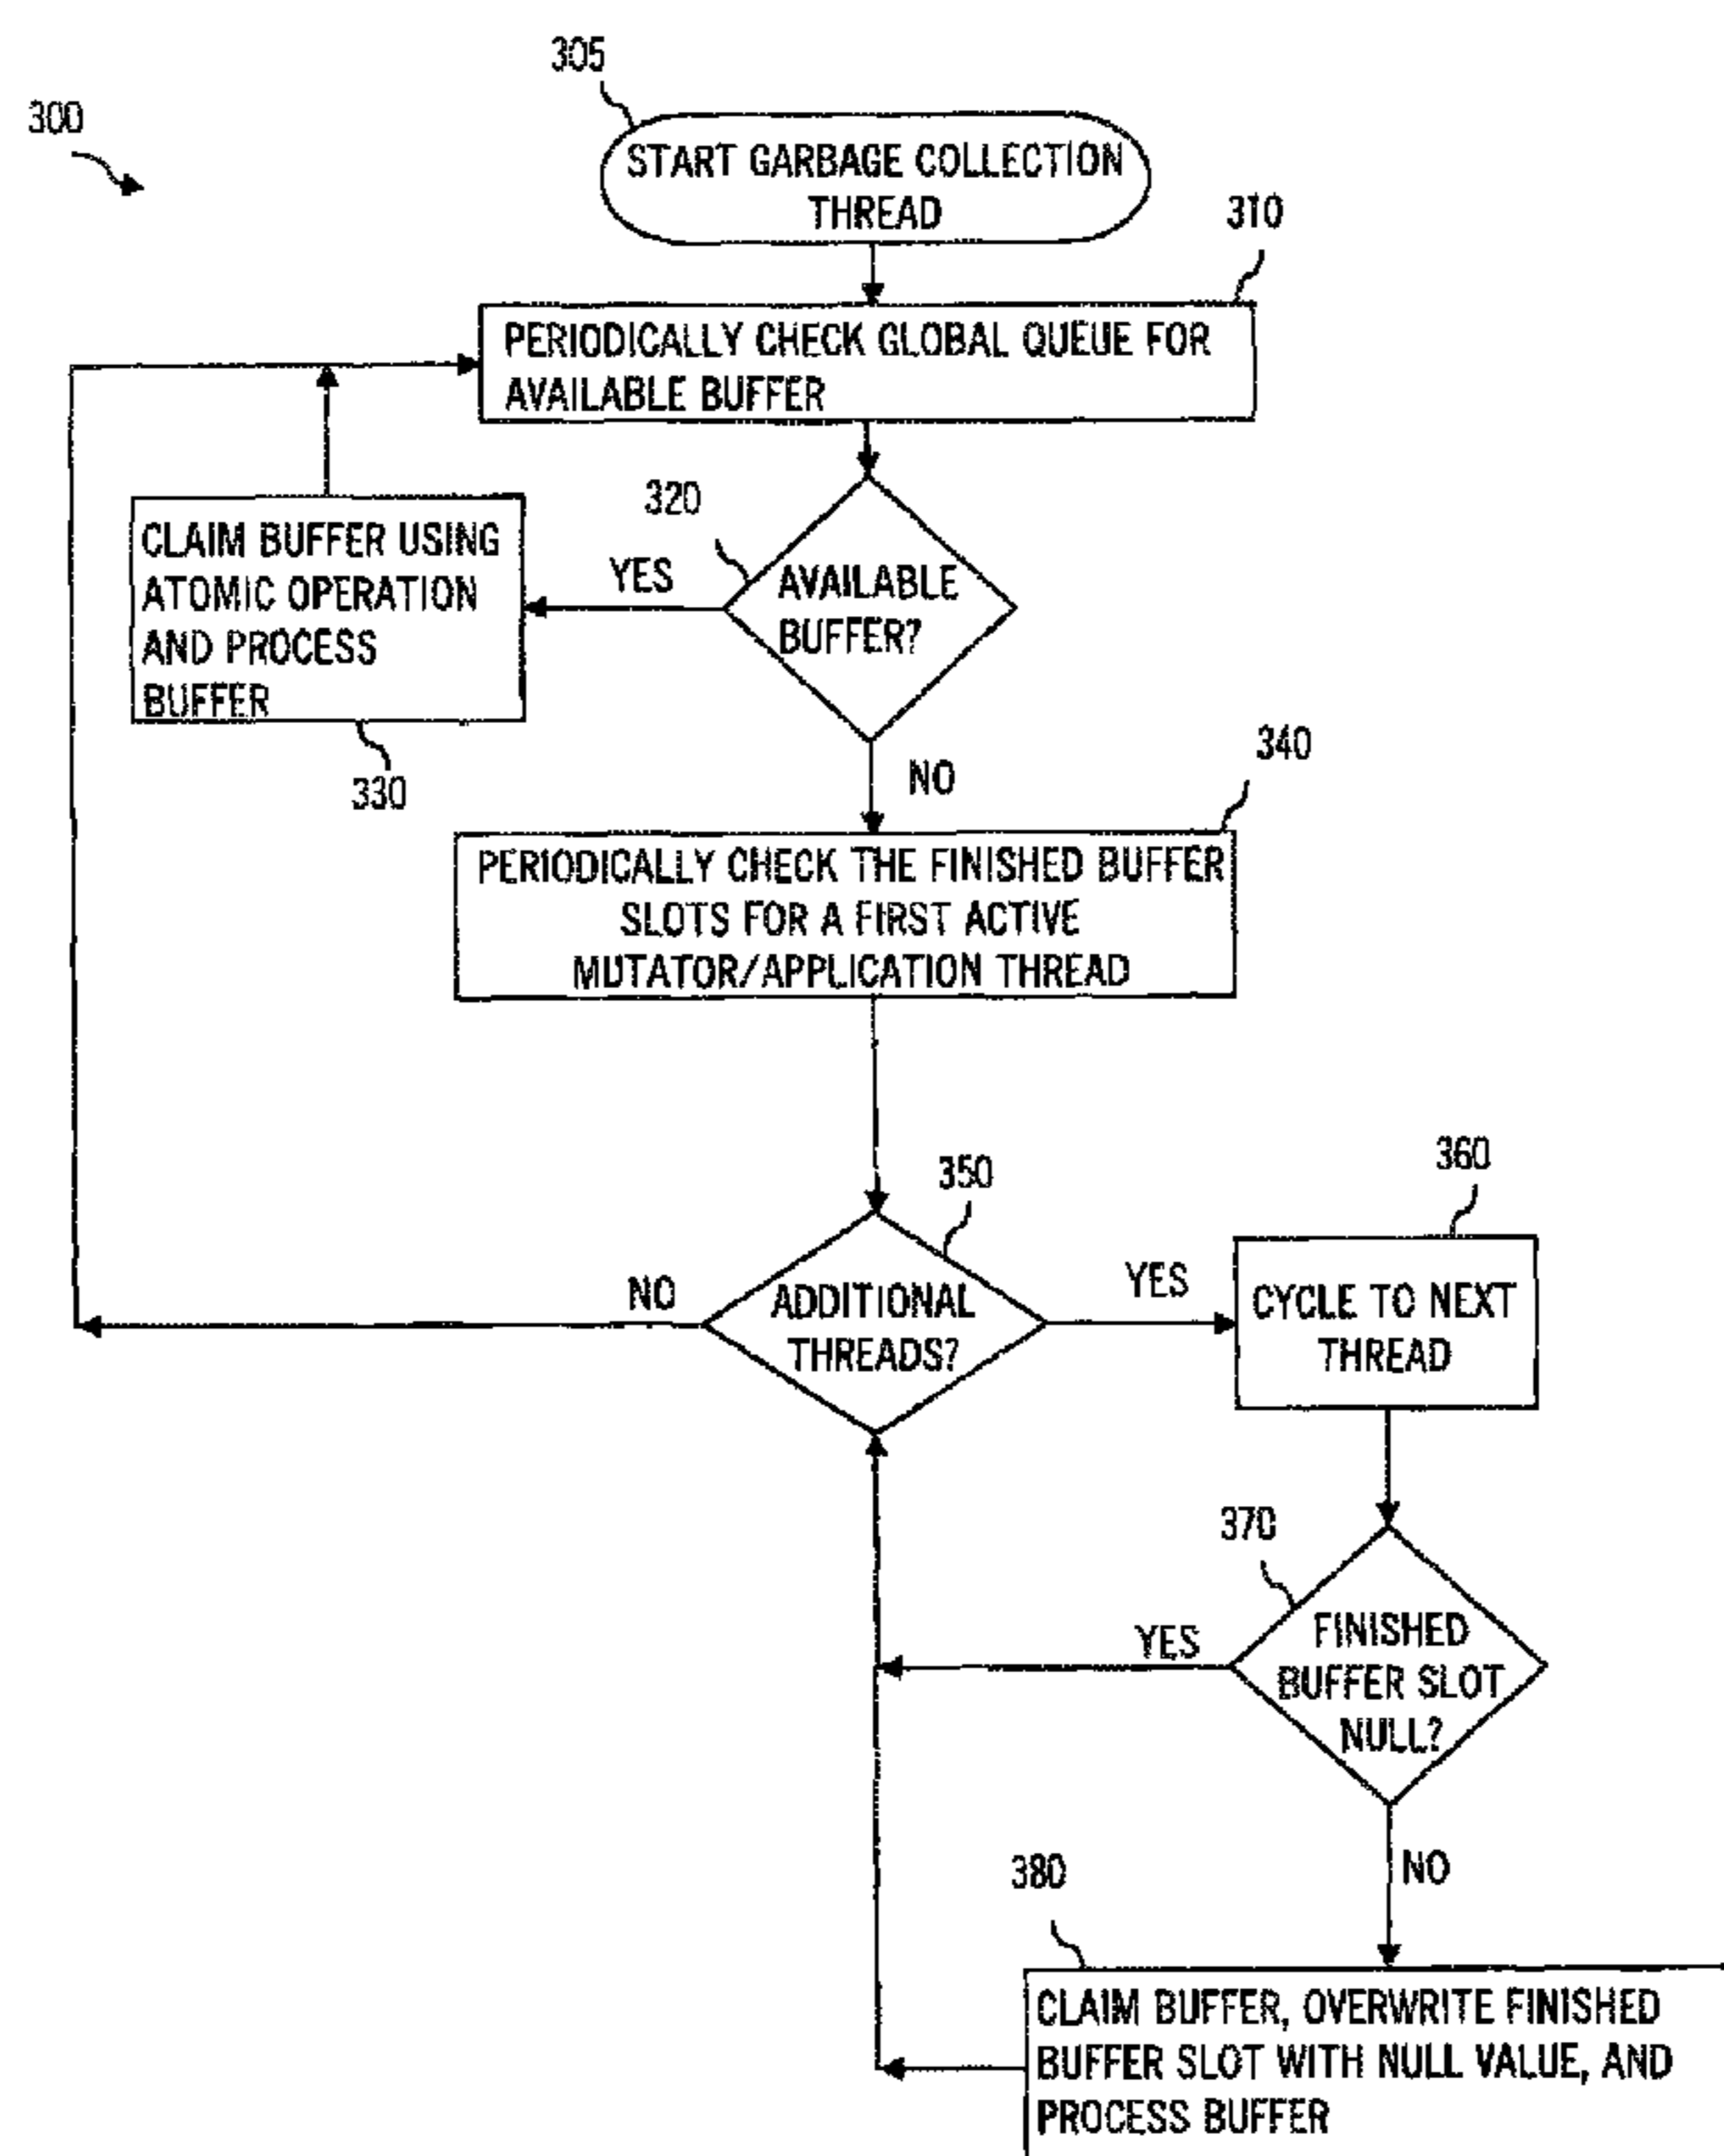 305
300
START GARBAGE COLLECTION
THREAD
310
PERIODICALLY CHECK GLOBAL QUEUE FOR
AVAILABLE BUFFER
320
CLAIM BUFFER USING
ATOMIC OPERATION
AND PROCESS
BUFFER
YES
AVAILABLE
BUFFER?
330
NO
340
PERIODICALLY CHECK THE FINISHED BUFFER
SLOTS FOR A FIRST ACTIVE
MUTATOR/APPLICATION THREAD
350
360
NO
ADDITIONAL
THREADS?
YES
CYCLE TO NEXT
THREAD
370
YES
FINISHED
BUFFER SLOT
NULL?
NO
380
CLAIM BUFFER, OVERWRITE FINISHED
BUFFER SLOT WITH NULL VALUE, AND
PROCESS BUFFER